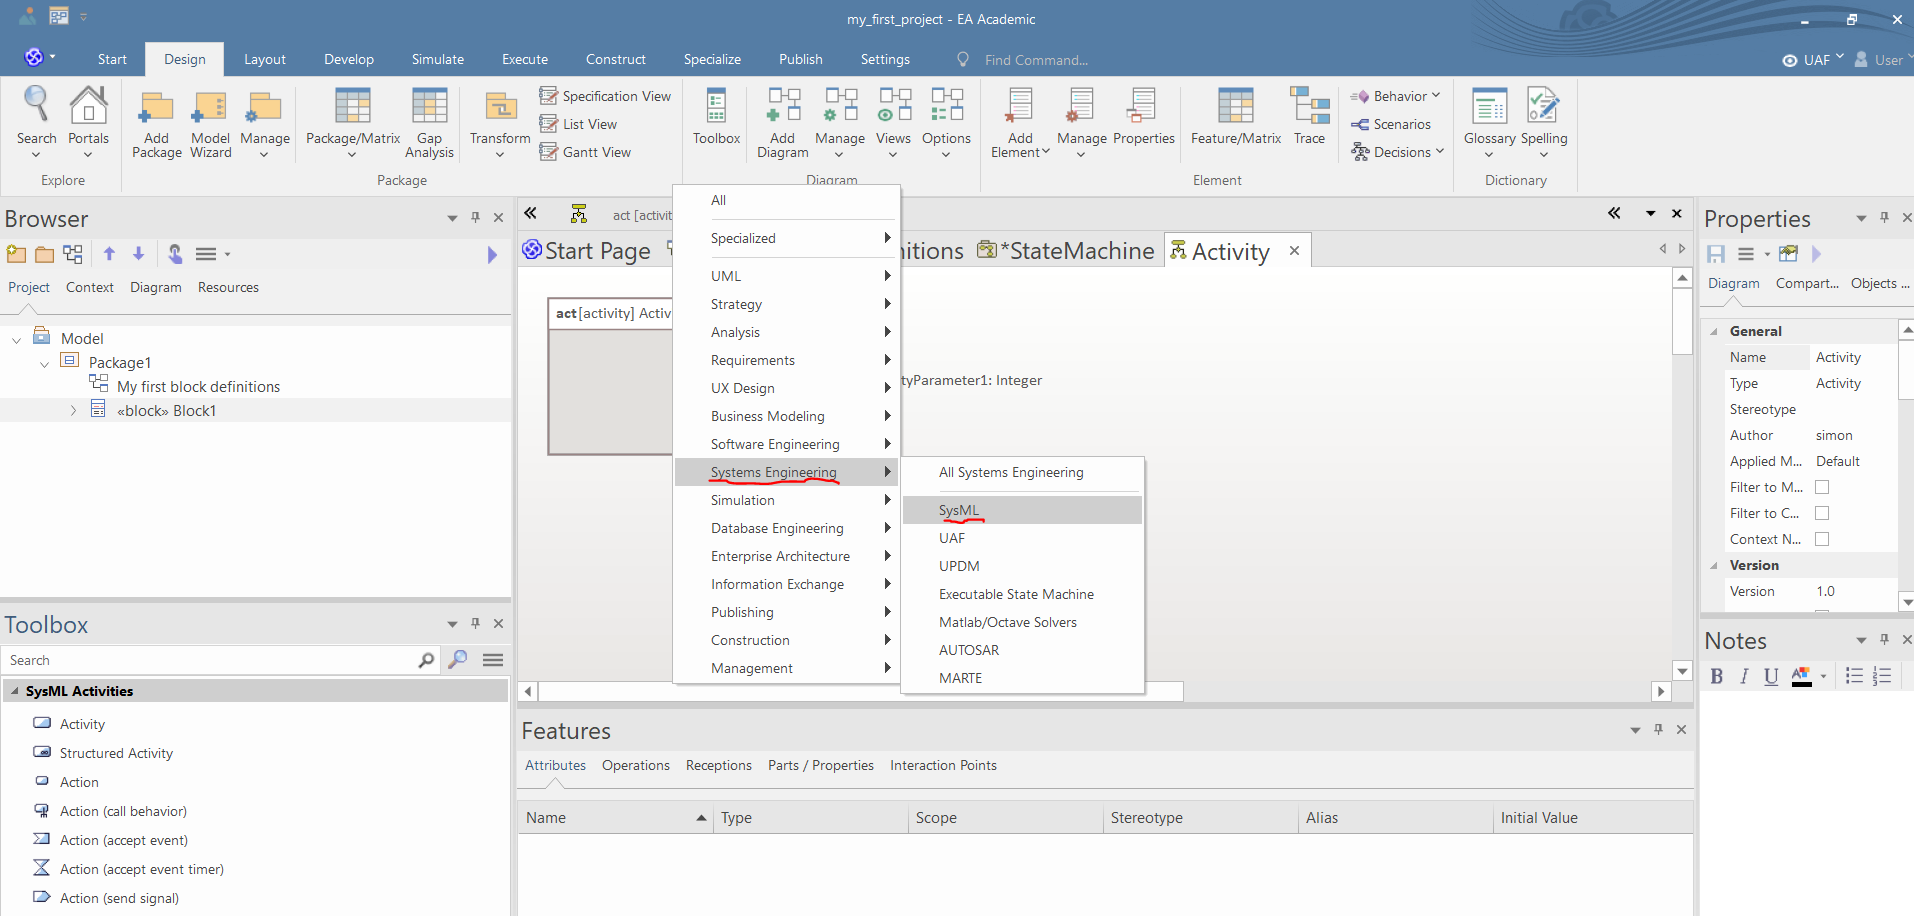 my_first_project - EA Academic
Start Design Layout Develop Simulate Execute Construct Specialize Publish Settings Find Command... UAF User
Search Portals Add Package Model Wizard Manage Package/Matrix Gap Analysis Transform Specification View List View Gantt View Toolbox Add Diagram Manage Views Options Add Element Manage Properties Feature/Matrix Trace Behavior Scenarios Decisions Glossary Spelling
Explore Package Diagram Element Dictionary
Browser
Project Context Diagram Resources
Model
Package1
My first block definitions
«block» Block1
Toolbox
Search
SysML Activities
Activity
Structured Activity
Action
Action (call behavior)
Action (accept event)
Action (accept event timer)
Action (send signal)
act [activit
Start Page
nitions
*StateMachine
Activity
act [activity] Activ
tyParameter1: Integer
All
Specialized
UML
Strategy
Analysis
Requirements
UX Design
Business Modeling
Software Engineering
Systems Engineering
Simulation
Database Engineering
Enterprise Architecture
Information Exchange
Publishing
Construction
Management
All Systems Engineering
SysML
UAF
UPDM
Executable State Machine
Matlab/Octave Solvers
AUTOSAR
MARTE
Features
Attributes Operations Receptions Parts / Properties Interaction Points
Name Type Scope Stereotype Alias Initial Value
Properties
Diagram Compart... Objects ...
General
Name Activity
Type Activity
Stereotype
Author simon
Applied M... Default
Filter to M...
Filter to C...
Context N...
Version
Version 1.0
Notes
B I U A